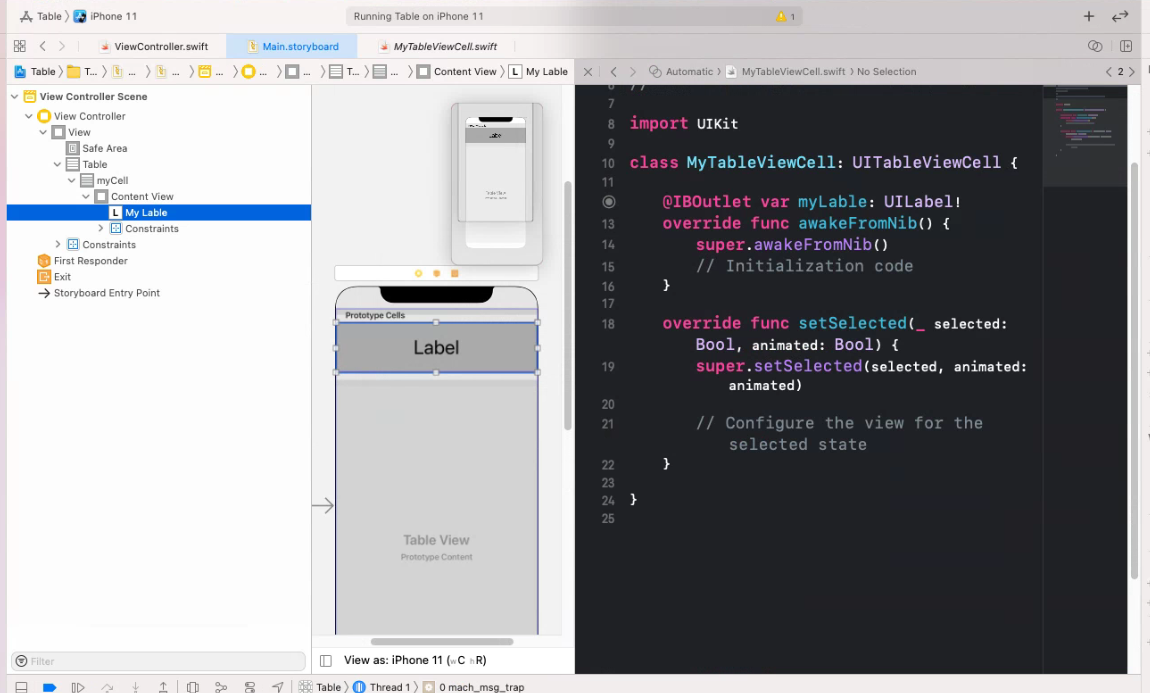 Table 〉 iPhone 11
Running Table on iPhone 11
1
ViewController.swift
Main.storyboard
MyTableViewCell.swift
Table 〉 T... 〉 ... 〉 ... 〉 ... 〉 ... 〉 ... 〉 T... 〉 ... 〉 Content View 〉 L My Lable
Automatic 〉 MyTableViewCell.swift 〉 No Selection
2
View Controller Scene
View Controller
View
Safe Area
Table
myCell
Content View
L My Lable
Constraints
Constraints
First Responder
Exit
Storyboard Entry Point
Filter
Prototype Cells
Label
Table View
Prototype Content
View as: iPhone 11 (wC hR)
6 //
7
8 import UIKit
9
10 class MyTableViewCell: UITableViewCell {
11
@IBOutlet var myLable: UILabel!
13 override func awakeFromNib() {
14 super.awakeFromNib()
15 // Initialization code
16 }
17
18 override func setSelected(_ selected:
Bool, animated: Bool) {
19 super.setSelected(selected, animated:
animated)
20
21 // Configure the view for the
selected state
22 }
23
24 }
25
Table 〉 Thread 1 〉 0 mach_msg_trap